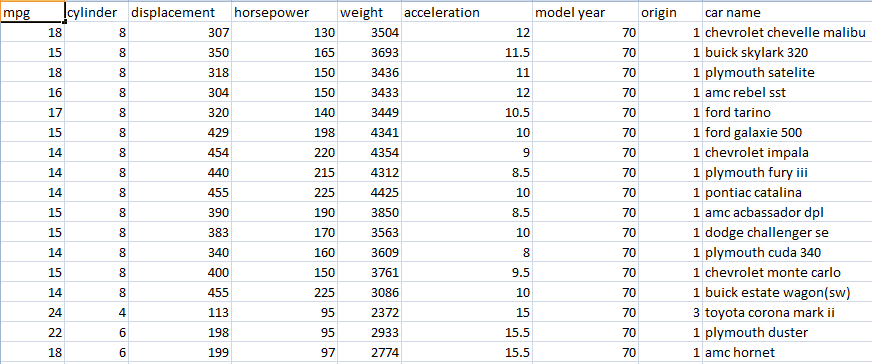 mpg cylinder displacement horsepower weight acceleration model year origin car name
18 8 307 130 3504 12 70 1 chevrolet chevelle malibu
15 8 350 165 3693 11.5 70 1 buick skylark 320
18 8 318 150 3436 11 70 1 plymouth satelite
16 8 304 150 3433 12 70 1 amc rebel sst
17 8 320 140 3449 10.5 70 1 ford tarino
15 8 429 198 4341 10 70 1 ford galaxie 500
14 8 454 220 4354 9 70 1 chevrolet impala
14 8 440 215 4312 8.5 70 1 plymouth fury iii
14 8 455 225 4425 10 70 1 pontiac catalina
15 8 390 190 3850 8.5 70 1 amc acbassador dpl
15 8 383 170 3563 10 70 1 dodge challenger se
14 8 340 160 3609 8 70 1 plymouth cuda 340
15 8 400 150 3761 9.5 70 1 chevrolet monte carlo
14 8 455 225 3086 10 70 1 buick estate wagon(sw)
24 4 113 95 2372 15 70 3 toyota corona mark ii
22 6 198 95 2933 15.5 70 1 plymouth duster
18 6 199 97 2774 15.5 70 1 amc hornet